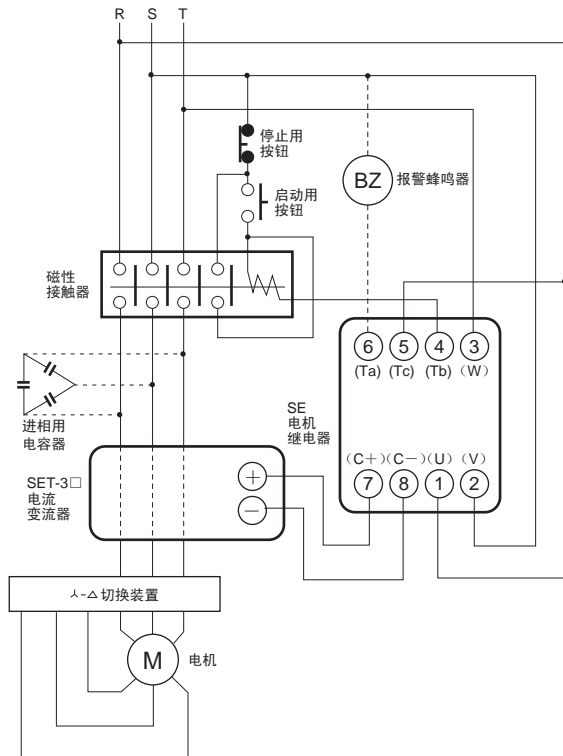 R S T
停止用
按钮
BZ 报警蜂鸣器
启动用
按钮
磁性
接触器
6 5 4 3
(Ta) (Tc) (Tb) (W)
进相用
电容器
SE
电机
继电器
(C+) (C−) (U) (V)
7 8 1 2
SET-3□
电流
变流器
+
−
⅄-△切换装置
M 电机